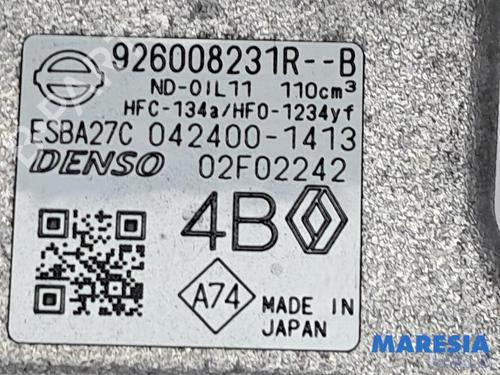 926008231R--B
ND-OIL11 110cm³
HFC-134a/HFO-1234yf
ESBA27C 042400-1413
DENSO 02F02242
4B
A74
MADE IN
JAPAN
MARESIA